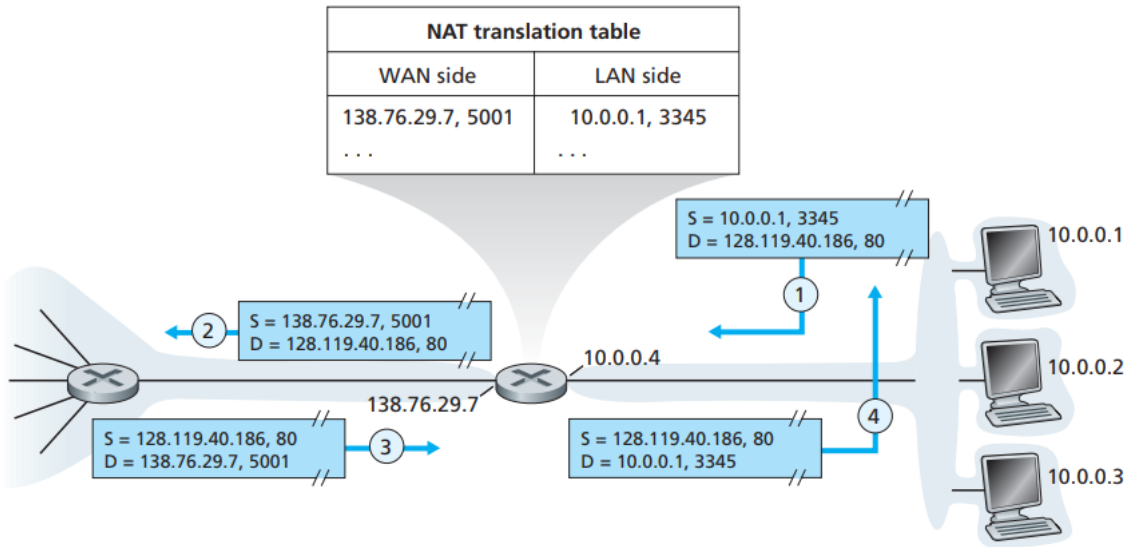 NAT translation table
WAN side LAN side
138.76.29.7, 5001 10.0.0.1, 3345
. . . . . .
S = 10.0.0.1, 3345
D = 128.119.40.186, 80
10.0.0.1
1
2
S = 138.76.29.7, 5001
D = 128.119.40.186, 80
10.0.0.4
10.0.0.2
138.76.29.7
4
S = 128.119.40.186, 80
D = 138.76.29.7, 5001
3
S = 128.119.40.186, 80
D = 10.0.0.1, 3345
10.0.0.3